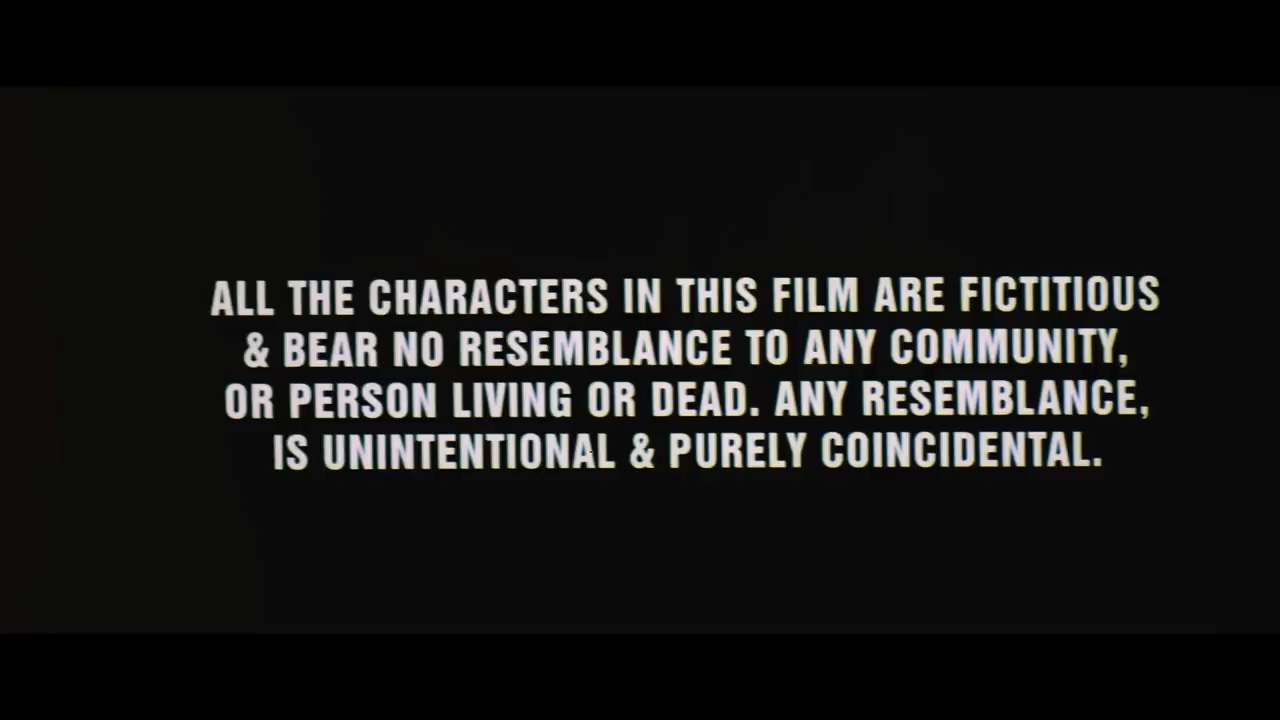 ALL THE CHARACTERS IN THIS FILM ARE FICTITIOUS
& BEAR NO RESEMBLANCE TO ANY COMMUNITY,
OR PERSON LIVING OR DEAD. ANY RESEMBLANCE,
IS UNINTENTIONAL & PURELY COINCIDENTAL.